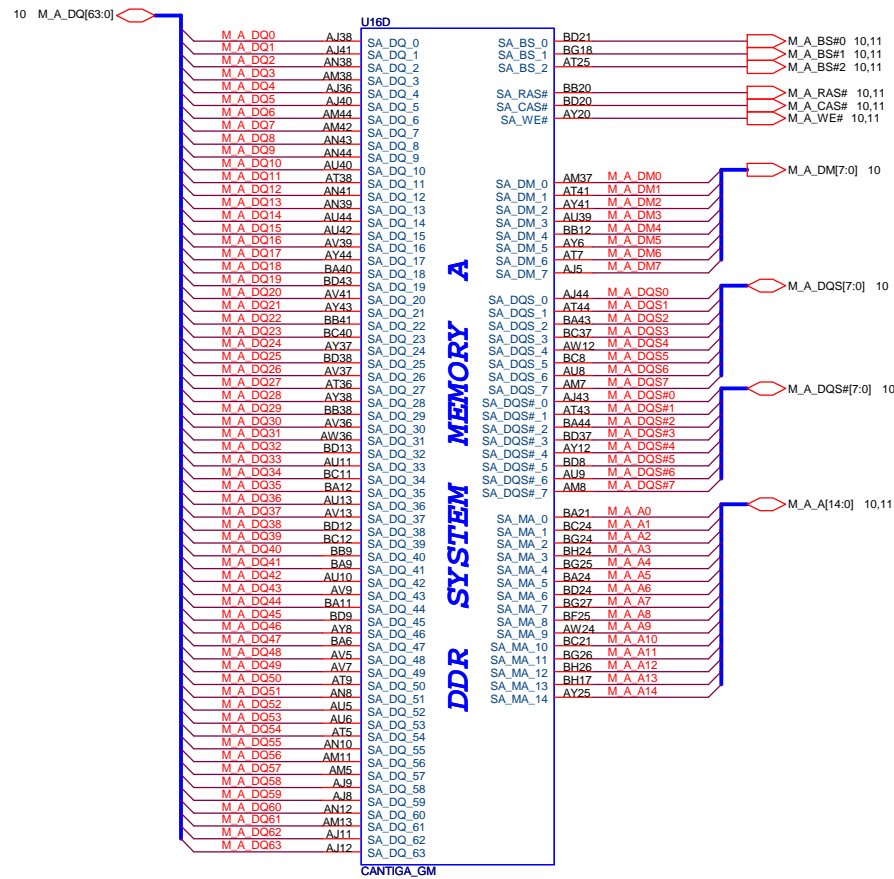 10 M_A_DQ[63:0]
U16D
M_A_DQ0 AJ38 SA_DQ_0
M_A_DQ1 AJ41 SA_DQ_1
M_A_DQ2 AN38 SA_DQ_2
M_A_DQ3 AM38 SA_DQ_3
M_A_DQ4 AJ36 SA_DQ_4
M_A_DQ5 AJ40 SA_DQ_5
M_A_DQ6 AM44 SA_DQ_6
M_A_DQ7 AM42 SA_DQ_7
M_A_DQ8 AN43 SA_DQ_8
M_A_DQ9 AN44 SA_DQ_9
M_A_DQ10 AU40 SA_DQ_10
M_A_DQ11 AT38 SA_DQ_11
M_A_DQ12 AN41 SA_DQ_12
M_A_DQ13 AN39 SA_DQ_13
M_A_DQ14 AU44 SA_DQ_14
M_A_DQ15 AU42 SA_DQ_15
M_A_DQ16 AV39 SA_DQ_16
M_A_DQ17 AY44 SA_DQ_17
M_A_DQ18 BA40 SA_DQ_18
M_A_DQ19 BD43 SA_DQ_19
M_A_DQ20 AV41 SA_DQ_20
M_A_DQ21 AY43 SA_DQ_21
M_A_DQ22 BB41 SA_DQ_22
M_A_DQ23 BC40 SA_DQ_23
M_A_DQ24 AY37 SA_DQ_24
M_A_DQ25 BD38 SA_DQ_25
M_A_DQ26 AV37 SA_DQ_26
M_A_DQ27 AT36 SA_DQ_27
M_A_DQ28 AY38 SA_DQ_28
M_A_DQ29 BB38 SA_DQ_29
M_A_DQ30 AV36 SA_DQ_30
M_A_DQ31 AW36 SA_DQ_31
M_A_DQ32 BD13 SA_DQ_32
M_A_DQ33 AU11 SA_DQ_33
M_A_DQ34 BC11 SA_DQ_34
M_A_DQ35 BA12 SA_DQ_35
M_A_DQ36 AU13 SA_DQ_36
M_A_DQ37 AV13 SA_DQ_37
M_A_DQ38 BD12 SA_DQ_38
M_A_DQ39 BC12 SA_DQ_39
M_A_DQ40 BB9 SA_DQ_40
M_A_DQ41 BA9 SA_DQ_41
M_A_DQ42 AU10 SA_DQ_42
M_A_DQ43 AV9 SA_DQ_43
M_A_DQ44 BA11 SA_DQ_44
M_A_DQ45 BD9 SA_DQ_45
M_A_DQ46 AY8 SA_DQ_46
M_A_DQ47 BA6 SA_DQ_47
M_A_DQ48 AV5 SA_DQ_48
M_A_DQ49 AV7 SA_DQ_49
M_A_DQ50 AT9 SA_DQ_50
M_A_DQ51 AN8 SA_DQ_51
M_A_DQ52 AU5 SA_DQ_52
M_A_DQ53 AU6 SA_DQ_53
M_A_DQ54 AT5 SA_DQ_54
M_A_DQ55 AN10 SA_DQ_55
M_A_DQ56 AM11 SA_DQ_56
M_A_DQ57 AM5 SA_DQ_57
M_A_DQ58 AJ9 SA_DQ_58
M_A_DQ59 AJ8 SA_DQ_59
M_A_DQ60 AN12 SA_DQ_60
M_A_DQ61 AM13 SA_DQ_61
M_A_DQ62 AJ11 SA_DQ_62
M_A_DQ63 AJ12 SA_DQ_63
DDR SYSTEM MEMORY A
SA_BS_0 BD21 M_A_BS#0 10,11
SA_BS_1 BG18 M_A_BS#1 10,11
SA_BS_2 AT25 M_A_BS#2 10,11
SA_RAS# BB20 M_A_RAS# 10,11
SA_CAS# BD20 M_A_CAS# 10,11
SA_WE# AY20 M_A_WE# 10,11
M_A_DM[7:0] 10
SA_DM_0 AM37 M_A_DM0
SA_DM_1 AT41 M_A_DM1
SA_DM_2 AY41 M_A_DM2
SA_DM_3 AU39 M_A_DM3
SA_DM_4 BB12 M_A_DM4
SA_DM_5 AY6 M_A_DM5
SA_DM_6 AT7 M_A_DM6
SA_DM_7 AJ5 M_A_DM7
M_A_DQS[7:0] 10
SA_DQS_0 AJ44 M_A_DQS0
SA_DQS_1 AT44 M_A_DQS1
SA_DQS_2 BA43 M_A_DQS2
SA_DQS_3 BC37 M_A_DQS3
SA_DQS_4 AW12 M_A_DQS4
SA_DQS_5 BC8 M_A_DQS5
SA_DQS_6 AU8 M_A_DQS6
SA_DQS_7 AM7 M_A_DQS7
M_A_DQS#[7:0] 10
SA_DQS#_0 AJ43 M_A_DQS#0
SA_DQS#_1 AT43 M_A_DQS#1
SA_DQS#_2 BA44 M_A_DQS#2
SA_DQS#_3 BD37 M_A_DQS#3
SA_DQS#_4 AY12 M_A_DQS#4
SA_DQS#_5 BD8 M_A_DQS#5
SA_DQS#_6 AU9 M_A_DQS#6
SA_DQS#_7 AM8 M_A_DQS#7
M_A_A[14:0] 10,11
SA_MA_0 BA21 M_A_A0
SA_MA_1 BC24 M_A_A1
SA_MA_2 BG24 M_A_A2
SA_MA_3 BH24 M_A_A3
SA_MA_4 BG25 M_A_A4
SA_MA_5 BA24 M_A_A5
SA_MA_6 BD24 M_A_A6
SA_MA_7 BG27 M_A_A7
SA_MA_8 BF25 M_A_A8
SA_MA_9 AW24 M_A_A9
SA_MA_10 BC21 M_A_A10
SA_MA_11 BG26 M_A_A11
SA_MA_12 BH26 M_A_A12
SA_MA_13 BH17 M_A_A13
SA_MA_14 AY25 M_A_A14
CANTIGA_GM